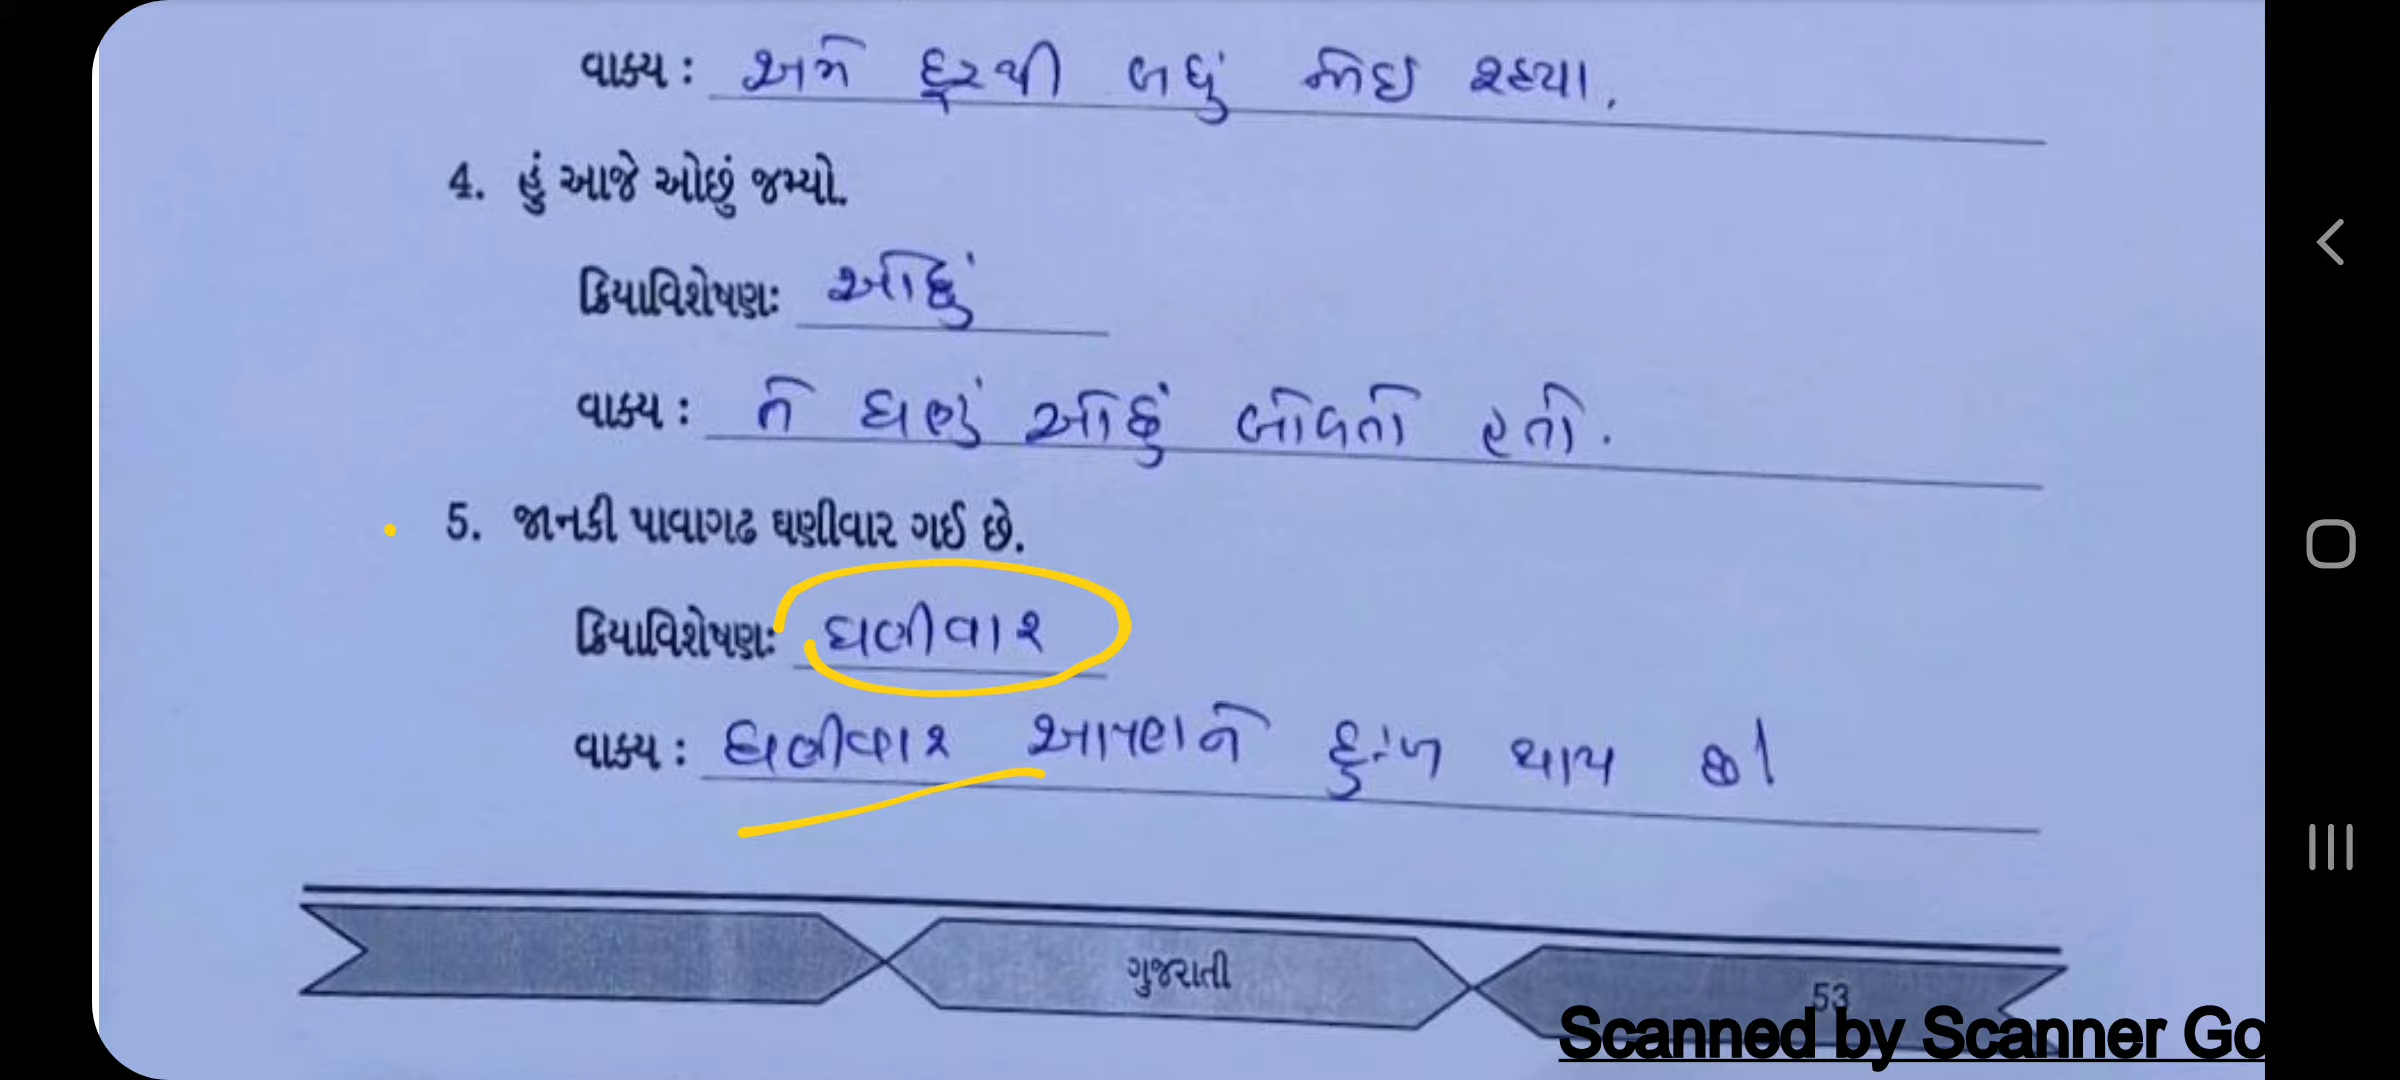 વાક્ય : અમે દૂરથી બધું જોઇ રહ્યા.
4. હું આજે ઓછું જમ્યો.
ક્રિયાવિશેષણઃ ઓછું
વાક્ય : તે ઘણું ઓછું બોલતો હતો.
5. જાનકી પાવાગઢ ઘણીવાર ગઈ છે.
ક્રિયાવિશેષણઃ ઘણીવાર
વાક્ય : ઘણીવાર આપણને દુઃખ થાય છે।
ગુજરાતી
53
Scanned by Scanner Go